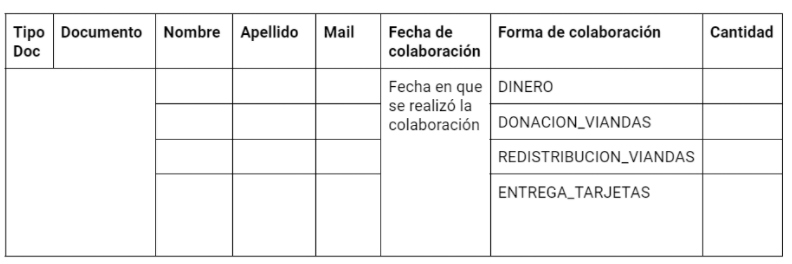 Tipo Doc
Documento
Nombre
Apellido
Mail
Fecha de colaboración
Forma de colaboración
Cantidad
Fecha en que se realizó la colaboración
DINERO
DONACION_VIANDAS
REDISTRIBUCION_VIANDAS
ENTREGA_TARJETAS